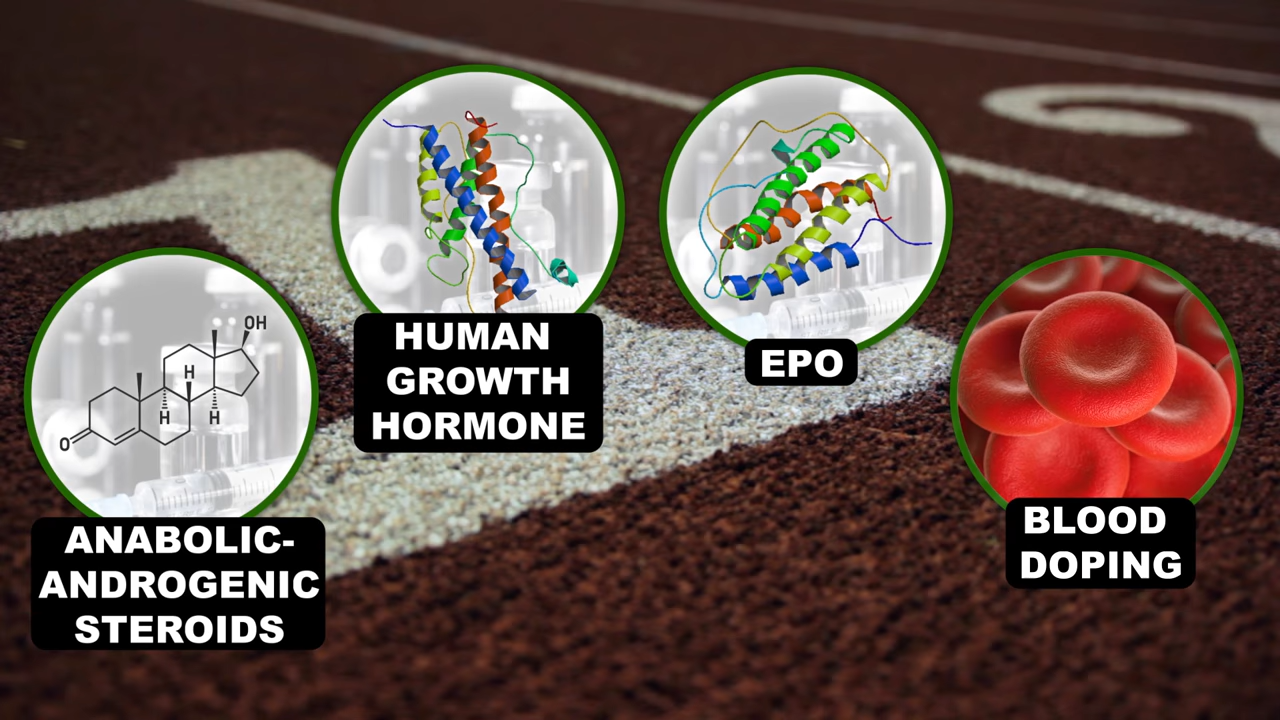 OH
H
H
H
O
ANABOLIC-
ANDROGENIC
STEROIDS
HUMAN
GROWTH
HORMONE
EPO
BLOOD
DOPING